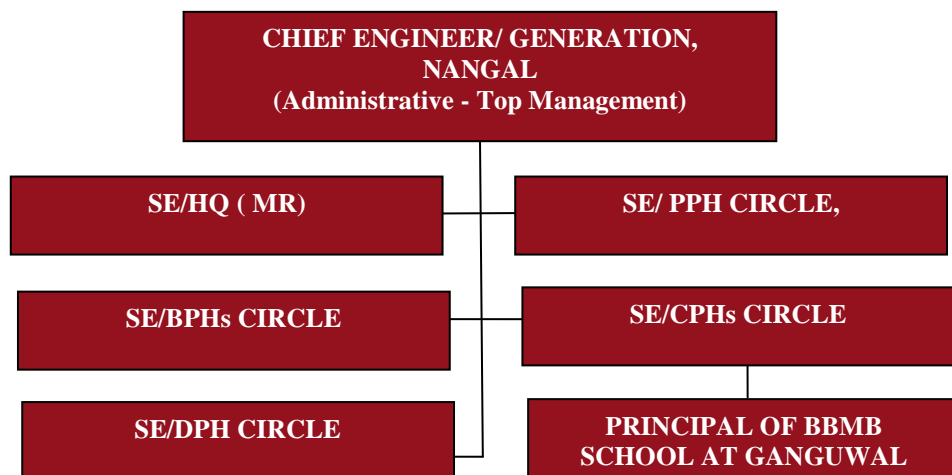 CHIEF ENGINEER/ GENERATION,
NANGAL
(Administrative - Top Management)
SE/HQ ( MR)
SE/ PPH CIRCLE,
SE/BPHs CIRCLE
SE/CPHs CIRCLE
SE/DPH CIRCLE
PRINCIPAL OF BBMB
SCHOOL AT GANGUWAL